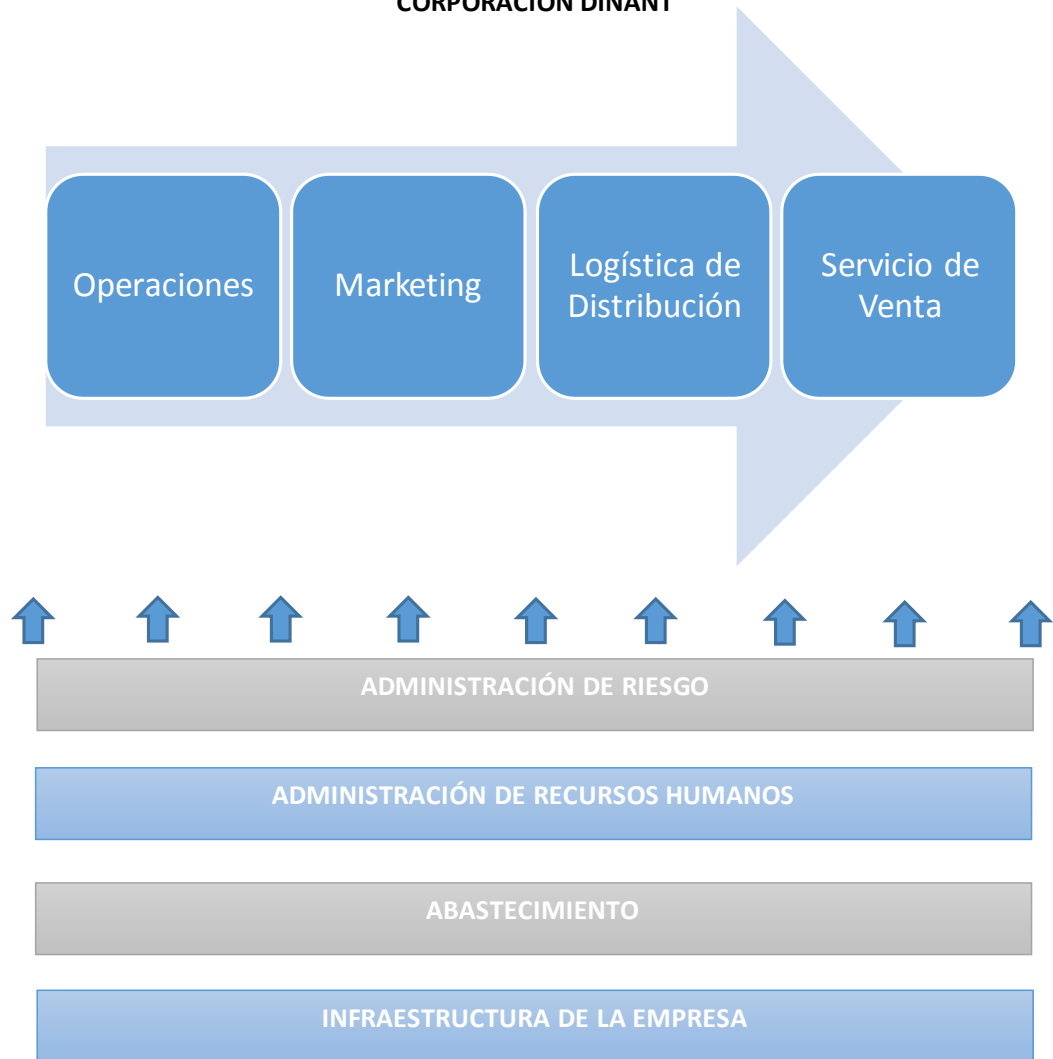 CORPORACIÓN DINANT
Operaciones
Marketing
Logística de
Distribución
Servicio de
Venta
ADMINISTRACIÓN DE RIESGO
ADMINISTRACIÓN DE RECURSOS HUMANOS
ABASTECIMIENTO
INFRAESTRUCTURA DE LA EMPRESA